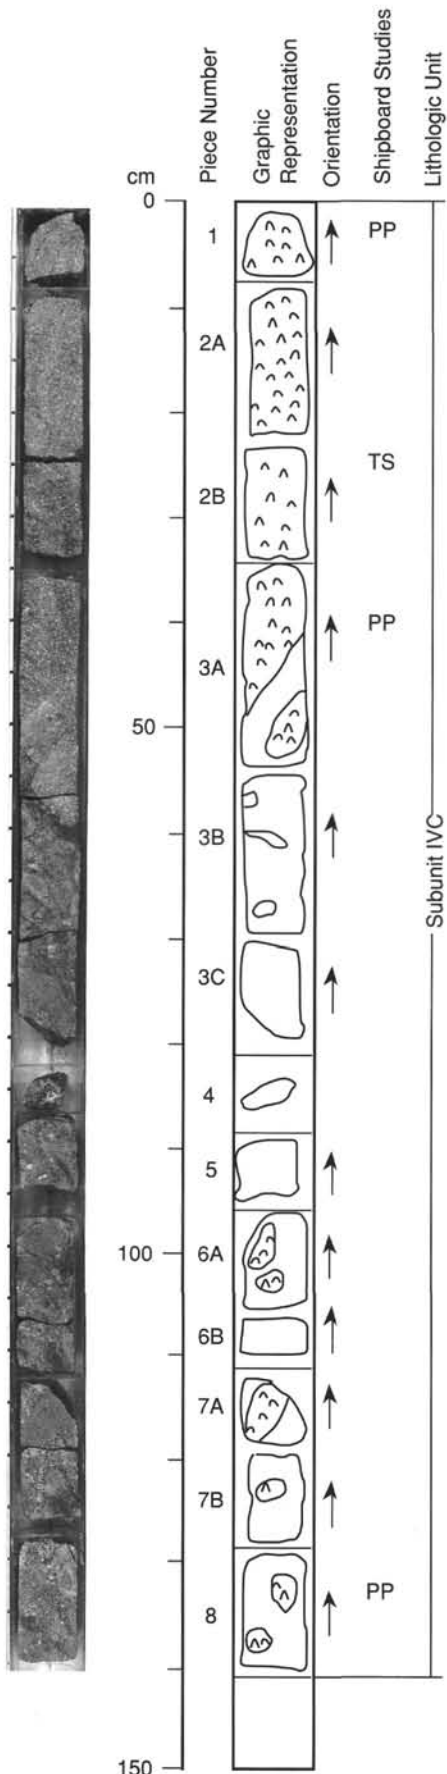 cm
Piece Number
Graphic
Representation
Orientation
Shipboard Studies
Lithologic Unit
0
1
PP
2A
TS
2B
PP
3A
50
3B
Subunit IVC
3C
4
5
100
6A
6B
7A
7B
PP
8
150